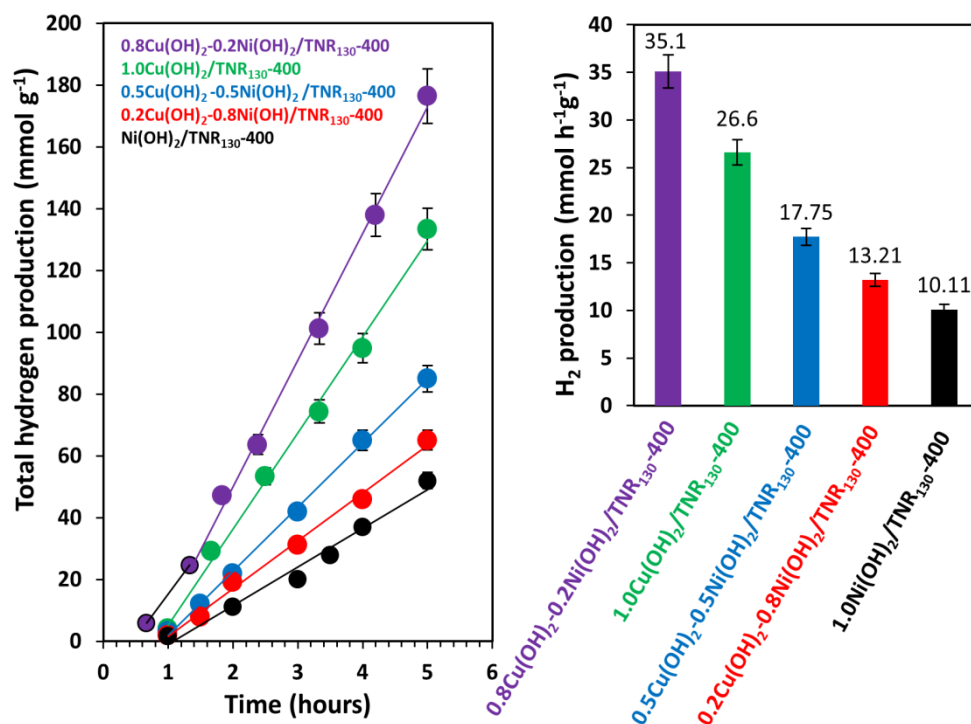 Total hydrogen production (mmol g⁻¹)
200
180
160
140
120
100
80
60
40
20
0
0.8Cu(OH)₂-0.2Ni(OH)₂/TNR₁₃₀-400
1.0Cu(OH)₂/TNR₁₃₀-400
0.5Cu(OH)₂-0.5Ni(OH)₂ /TNR₁₃₀-400
0.2Cu(OH)₂-0.8Ni(OH)/TNR₁₃₀-400
Ni(OH)₂/TNR₁₃₀-400
0 1 2 3 4 5 6
Time (hours)
H₂ production (mmol h⁻¹g⁻¹)
40
35
30
25
20
15
10
5
0
35.1
26.6
17.75
13.21
10.11
0.8Cu(OH)₂-0.2Ni(OH)₂/TNR₁₃₀-400
1.0Cu(OH)₂/TNR₁₃₀-400
0.5Cu(OH)₂-0.5Ni(OH)₂/TNR₁₃₀-400
0.2Cu(OH)₂-0.8Ni(OH)₂/TNR₁₃₀-400
1.0Ni(OH)₂/TNR₁₃₀-400